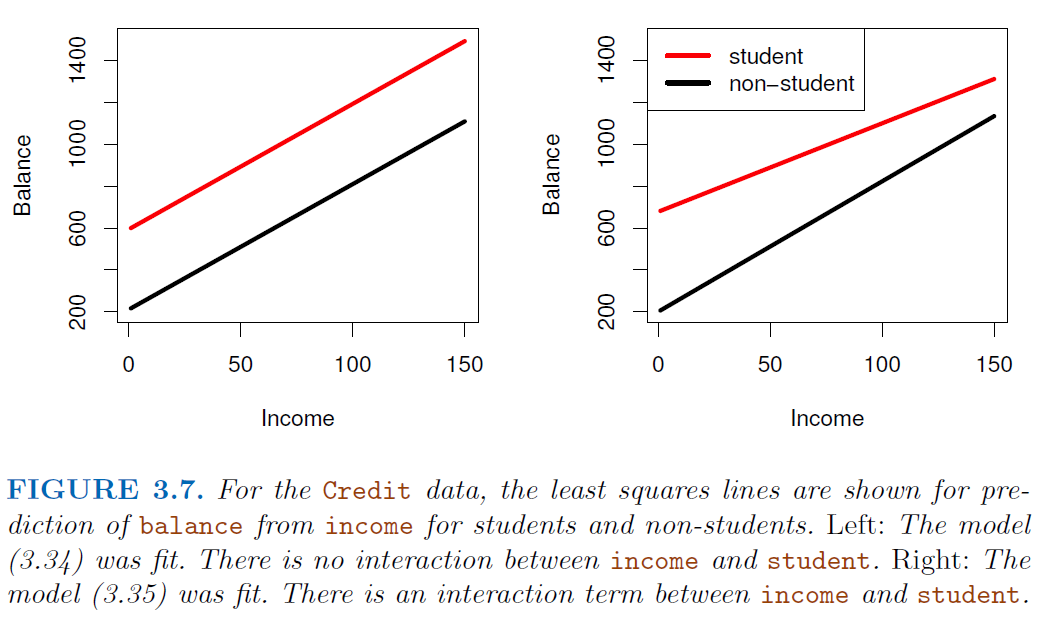 1400
1000
600
200
Balance
0 50 100 150
Income
student
non−student
1400
1000
600
200
Balance
0 50 100 150
Income
FIGURE 3.7. For the Credit data, the least squares lines are shown for pre-
diction of balance from income for students and non-students. Left: The model
(3.34) was fit. There is no interaction between income and student. Right: The
model (3.35) was fit. There is an interaction term between income and student.